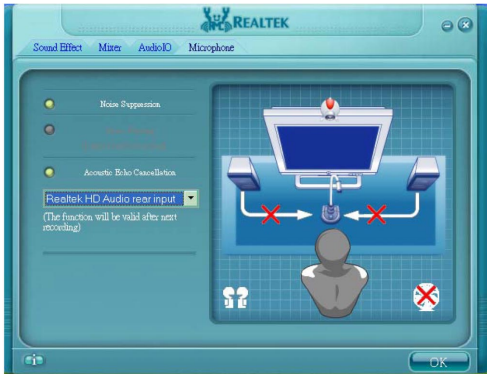 REALTEK
Sound Effect Mixer AudioIO Microphone
Noise Suppression
Acoustic Echo Cancellation
Realtek HD Audio rear input
(The function will be valid after next
recording)
OK